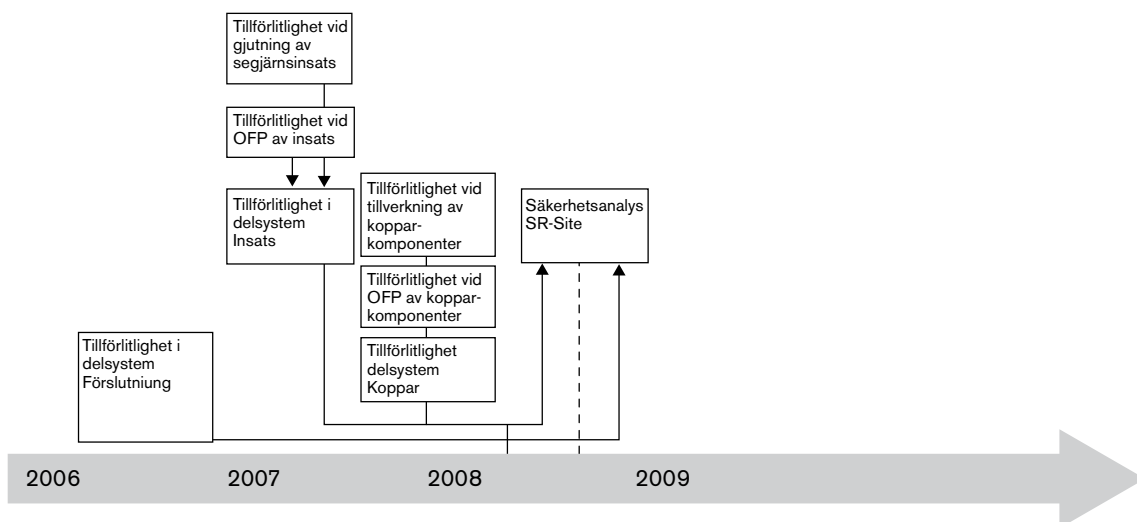 Tillförlitlighet vid
gjutning av
segjärnsinsats
Tillförlitlighet vid
OFP av insats
Tillförlitlighet i
delsystem
Insats
Tillförlitlighet vid
tillverkning av
koppar-
komponenter
Tillförlitlighet vid
OFP av koppar-
komponenter
Tillförlitlighet
delsystem
Koppar
Säkerhetsanalys
SR-Site
Tillförlitlighet i
delsystem
Förslutniung
2006
2007
2008
2009